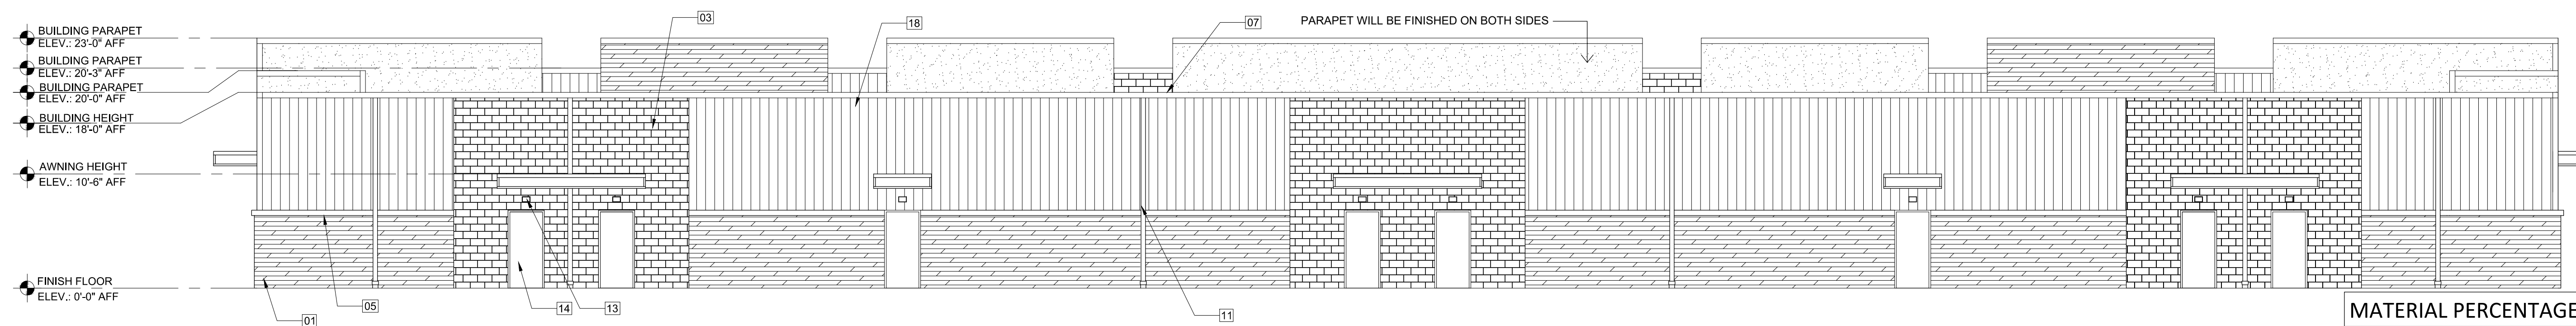 03
18
07
PARAPET WILL BE FINISHED ON BOTH SIDES
BUILDING PARAPET
ELEV.: 23'-0" AFF
BUILDING PARAPET
ELEV.: 20'-3" AFF
BUILDING PARAPET
ELEV.: 20'-0" AFF
BUILDING HEIGHT
ELEV.: 18'-0" AFF
AWNING HEIGHT
ELEV.: 10'-6" AFF
FINISH FLOOR
ELEV.: 0'-0" AFF
05
14
13
11
01
MATERIAL PERCENTAGE